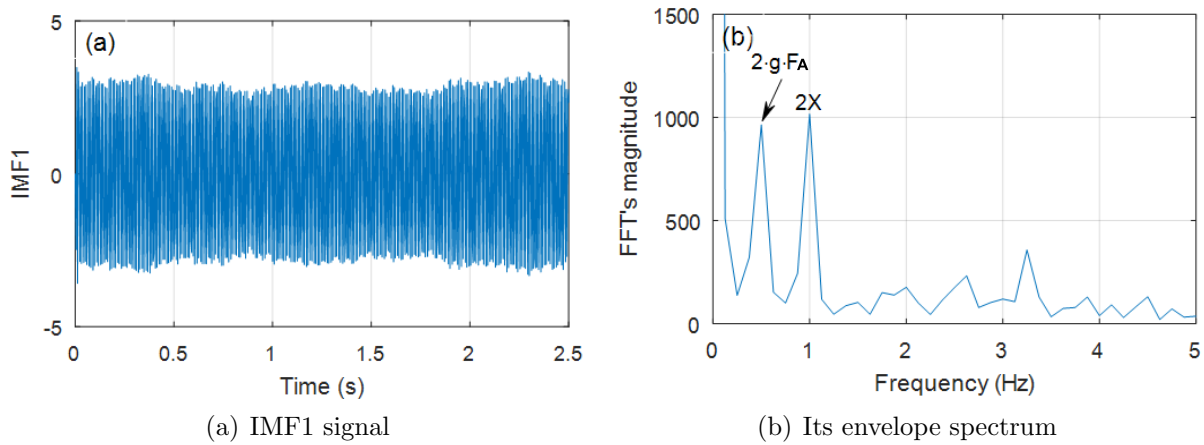 (a)
5
0
-5
IMF1
0
0.5
1
1.5
2
2.5
Time (s)
(b)
2·g·FA
2X
1500
1000
500
0
FFT's magnitude
0
1
2
3
4
5
Frequency (Hz)
(a) IMF1 signal
(b) Its envelope spectrum